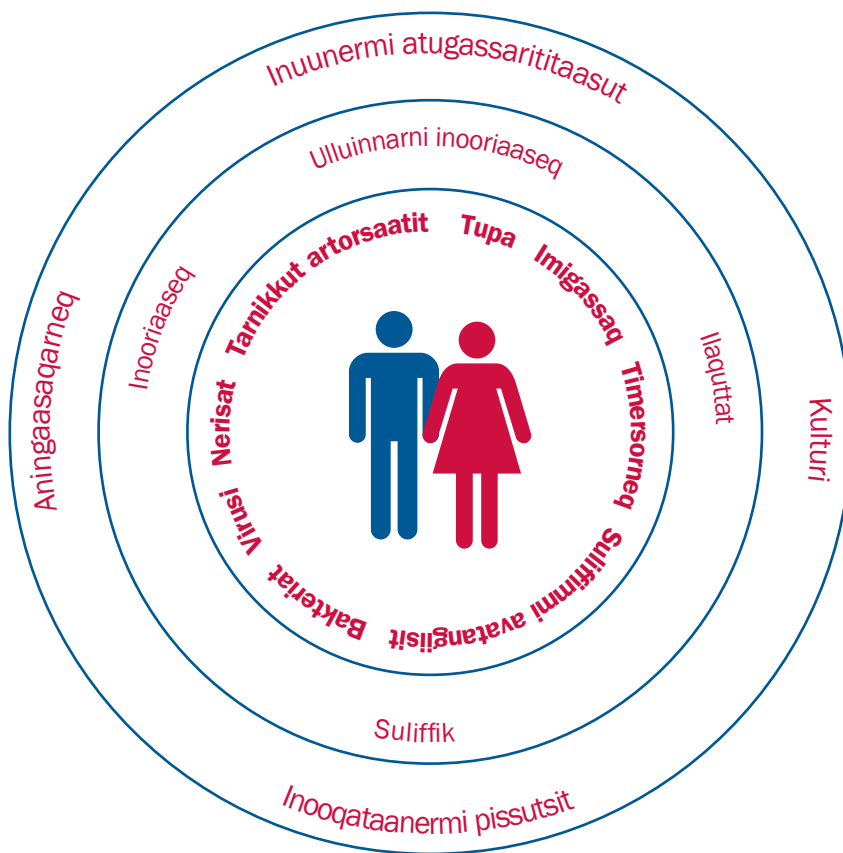 Inuunermi atugassarititaasut
Kulturi
Inooqataanermi pissutsit
Aningaasaqarneq
Ulluinnarni inooriaaseq
Ilaquttat
Suliffik
Inooriaaseq
Tarnikkut artorsaatit
Tupa
Imigassaq
Timersorneq
Suliffimmi avatangiisit
Bakteriat
Virusi
Nerisat